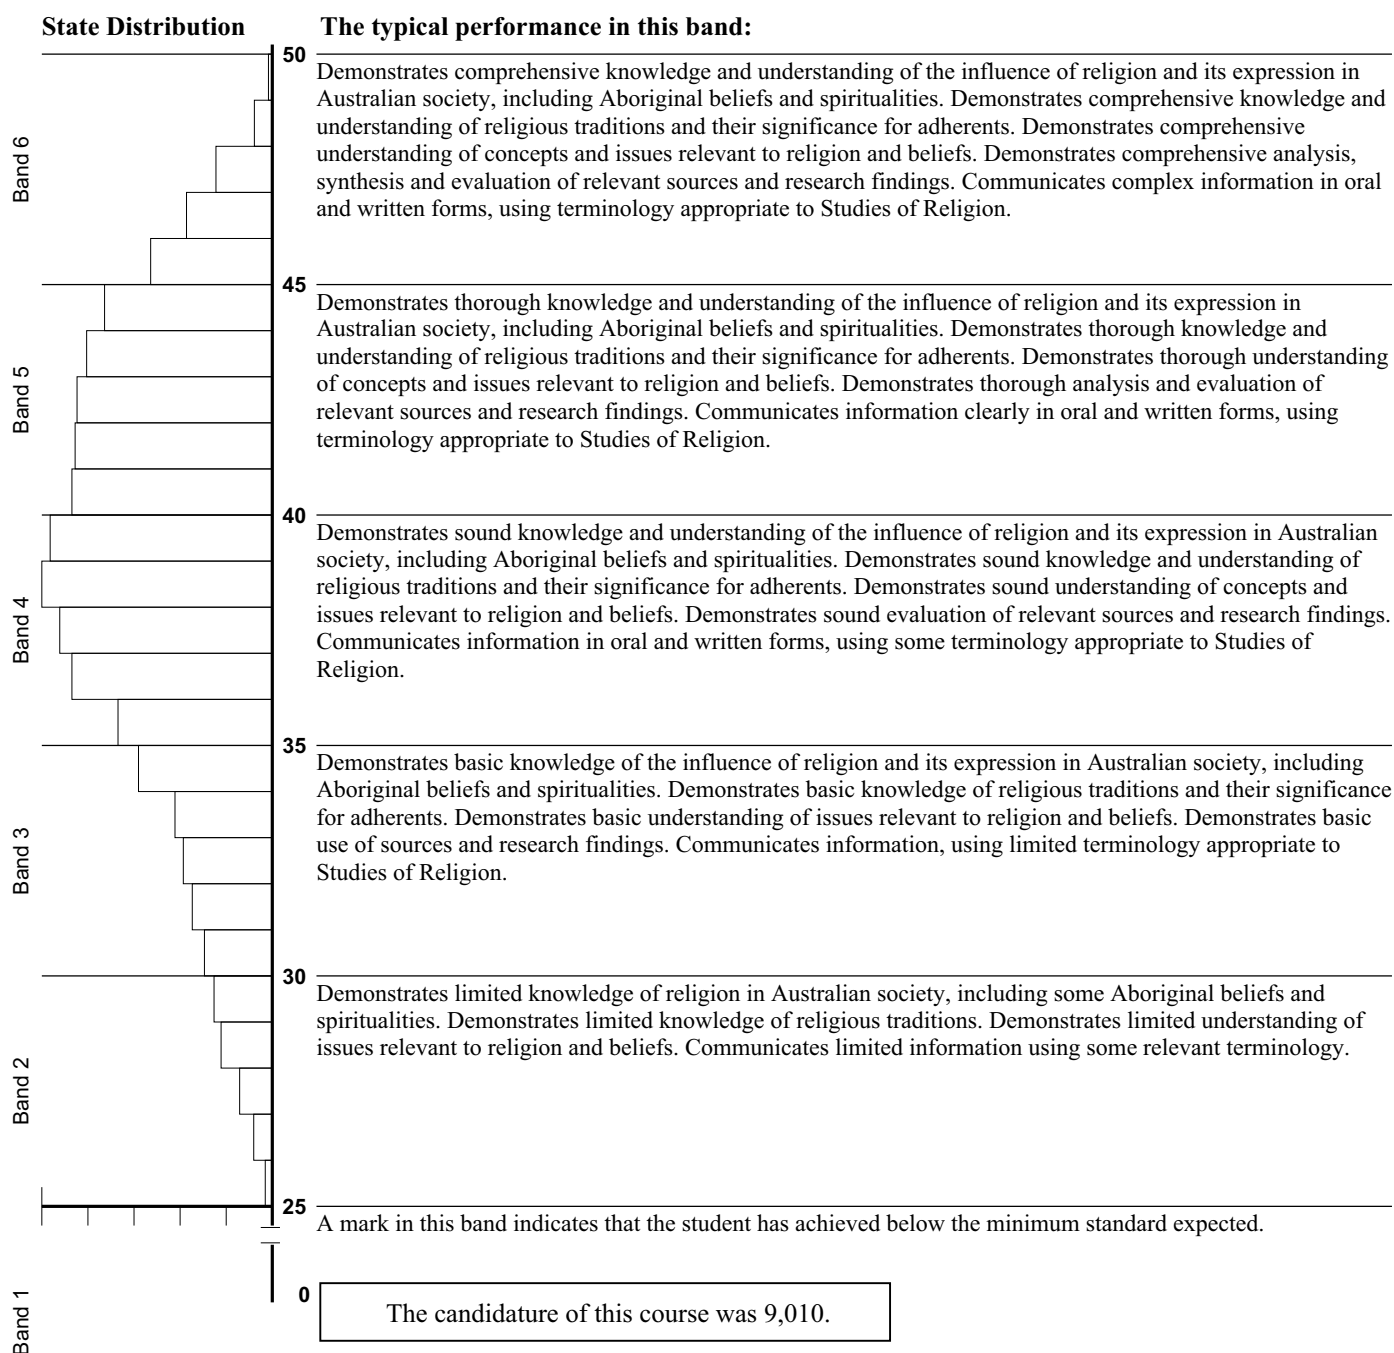 State Distribution
The typical performance in this band:
50
Demonstrates comprehensive knowledge and understanding of the influence of religion and its expression in
Australian society, including Aboriginal beliefs and spiritualities. Demonstrates comprehensive knowledge and
understanding of religious traditions and their significance for adherents. Demonstrates comprehensive
understanding of concepts and issues relevant to religion and beliefs. Demonstrates comprehensive analysis,
synthesis and evaluation of relevant sources and research findings. Communicates complex information in oral
and written forms, using terminology appropriate to Studies of Religion.
Band 6
45
Demonstrates thorough knowledge and understanding of the influence of religion and its expression in
Australian society, including Aboriginal beliefs and spiritualities. Demonstrates thorough knowledge and
understanding of religious traditions and their significance for adherents. Demonstrates thorough understanding
of concepts and issues relevant to religion and beliefs. Demonstrates thorough analysis and evaluation of
relevant sources and research findings. Communicates information clearly in oral and written forms, using
terminology appropriate to Studies of Religion.
Band 5
40
Demonstrates sound knowledge and understanding of the influence of religion and its expression in Australian
society, including Aboriginal beliefs and spiritualities. Demonstrates sound knowledge and understanding of
religious traditions and their significance for adherents. Demonstrates sound understanding of concepts and
issues relevant to religion and beliefs. Demonstrates sound evaluation of relevant sources and research findings.
Communicates information in oral and written forms, using some terminology appropriate to Studies of
Religion.
Band 4
35
Demonstrates basic knowledge of the influence of religion and its expression in Australian society, including
Aboriginal beliefs and spiritualities. Demonstrates basic knowledge of religious traditions and their significance
for adherents. Demonstrates basic understanding of issues relevant to religion and beliefs. Demonstrates basic
use of sources and research findings. Communicates information, using limited terminology appropriate to
Studies of Religion.
Band 3
30
Demonstrates limited knowledge of religion in Australian society, including some Aboriginal beliefs and
spiritualities. Demonstrates limited knowledge of religious traditions. Demonstrates limited understanding of
issues relevant to religion and beliefs. Communicates limited information using some relevant terminology.
Band 2
25
A mark in this band indicates that the student has achieved below the minimum standard expected.
0
Band 1
The candidature of this course was 9,010.